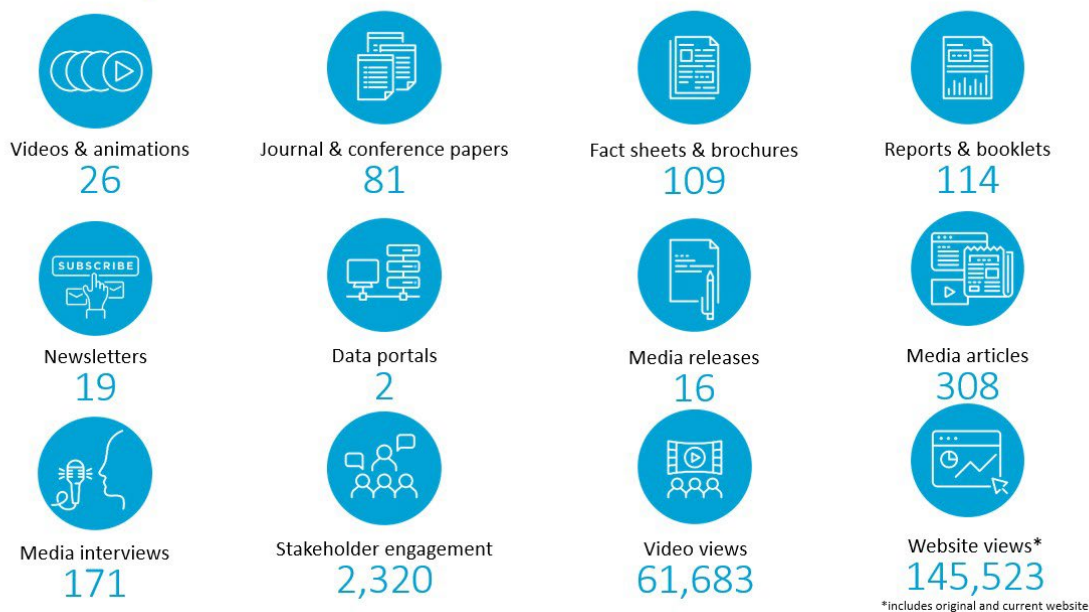 Videos & animations
26
Journal & conference papers
81
Fact sheets & brochures
109
Reports & booklets
114
SUBSCRIBE
Newsletters
19
Data portals
2
Media releases
16
Media articles
308
Media interviews
171
Stakeholder engagement
2,320
Video views
61,683
Website views*
145,523
*includes original and current website